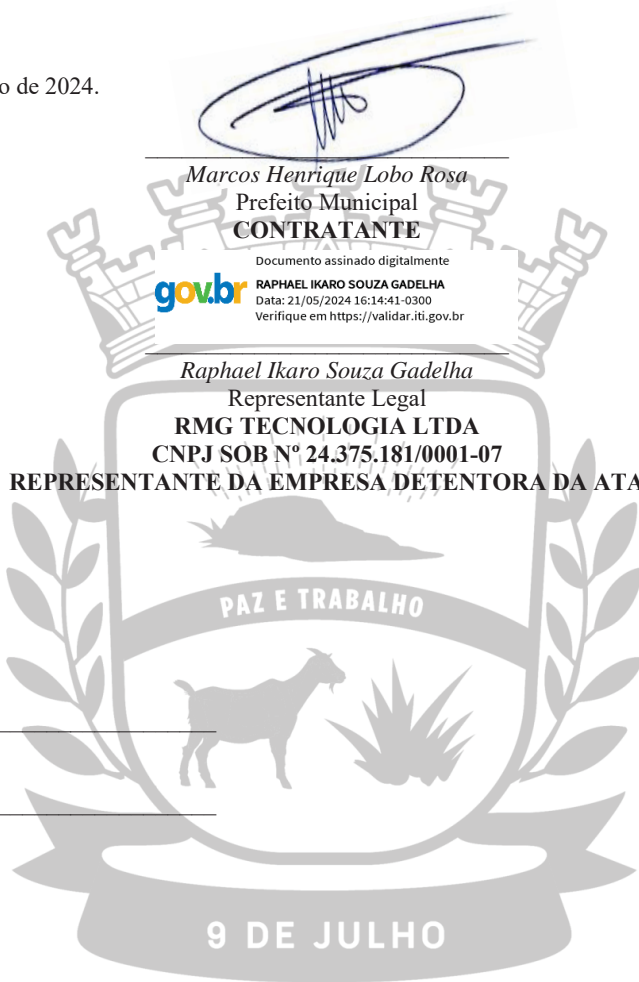 o de 2024.
Marcos Henrique Lobo Rosa
Prefeito Municipal
CONTRATANTE
Documento assinado digitalmente
gov.br
RAPHAEL IKARO SOUZA GADELHA
Data: 21/05/2024 16:14:41-0300
Verifique em https://validar.iti.gov.br
Raphael Ikaro Souza Gadelha
Representante Legal
RMG TECNOLOGIA LTDA
CNPJ SOB Nº 24.375.181/0001-07
REPRESENTANTE DA EMPRESA DETENTORA DA ATA
PAZ E TRABALHO
9 DE JULHO